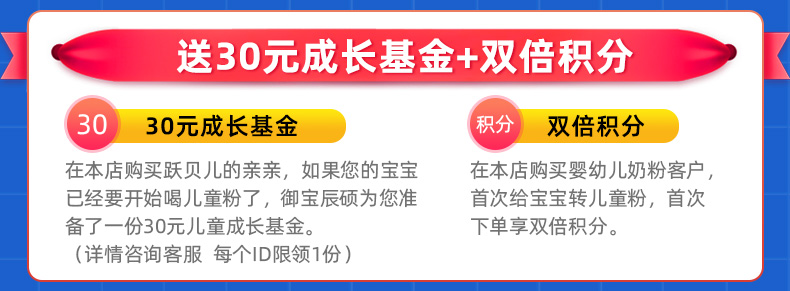 送30元成长基金+双倍积分
30
30元成长基金
在本店购买跃贝儿的亲亲，如果您的宝宝
已经要开始喝儿童粉了，御宝辰硕为您准
备了一份30元儿童成长基金。
（详情咨询客服 每个ID限领1份）
积分
双倍积分
在本店购买婴幼儿奶粉客户，
首次给宝宝转儿童粉，首次
下单享双倍积分。